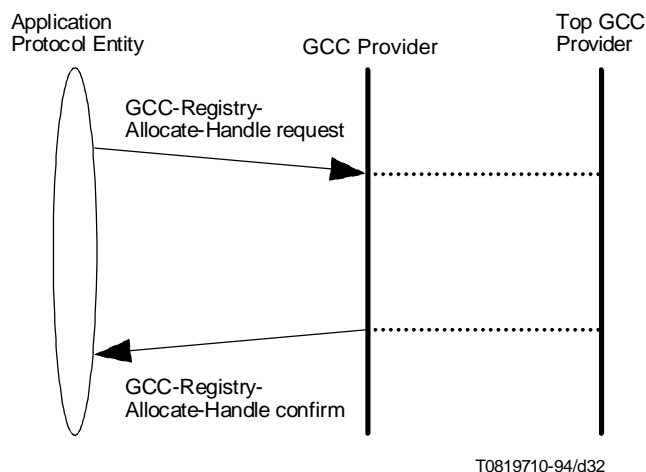 Application
Protocol Entity
GCC Provider
Top GCC
Provider
GCC-Registry-
Allocate-Handle request
GCC-Registry-
Allocate-Handle confirm
T0819710-94/d32